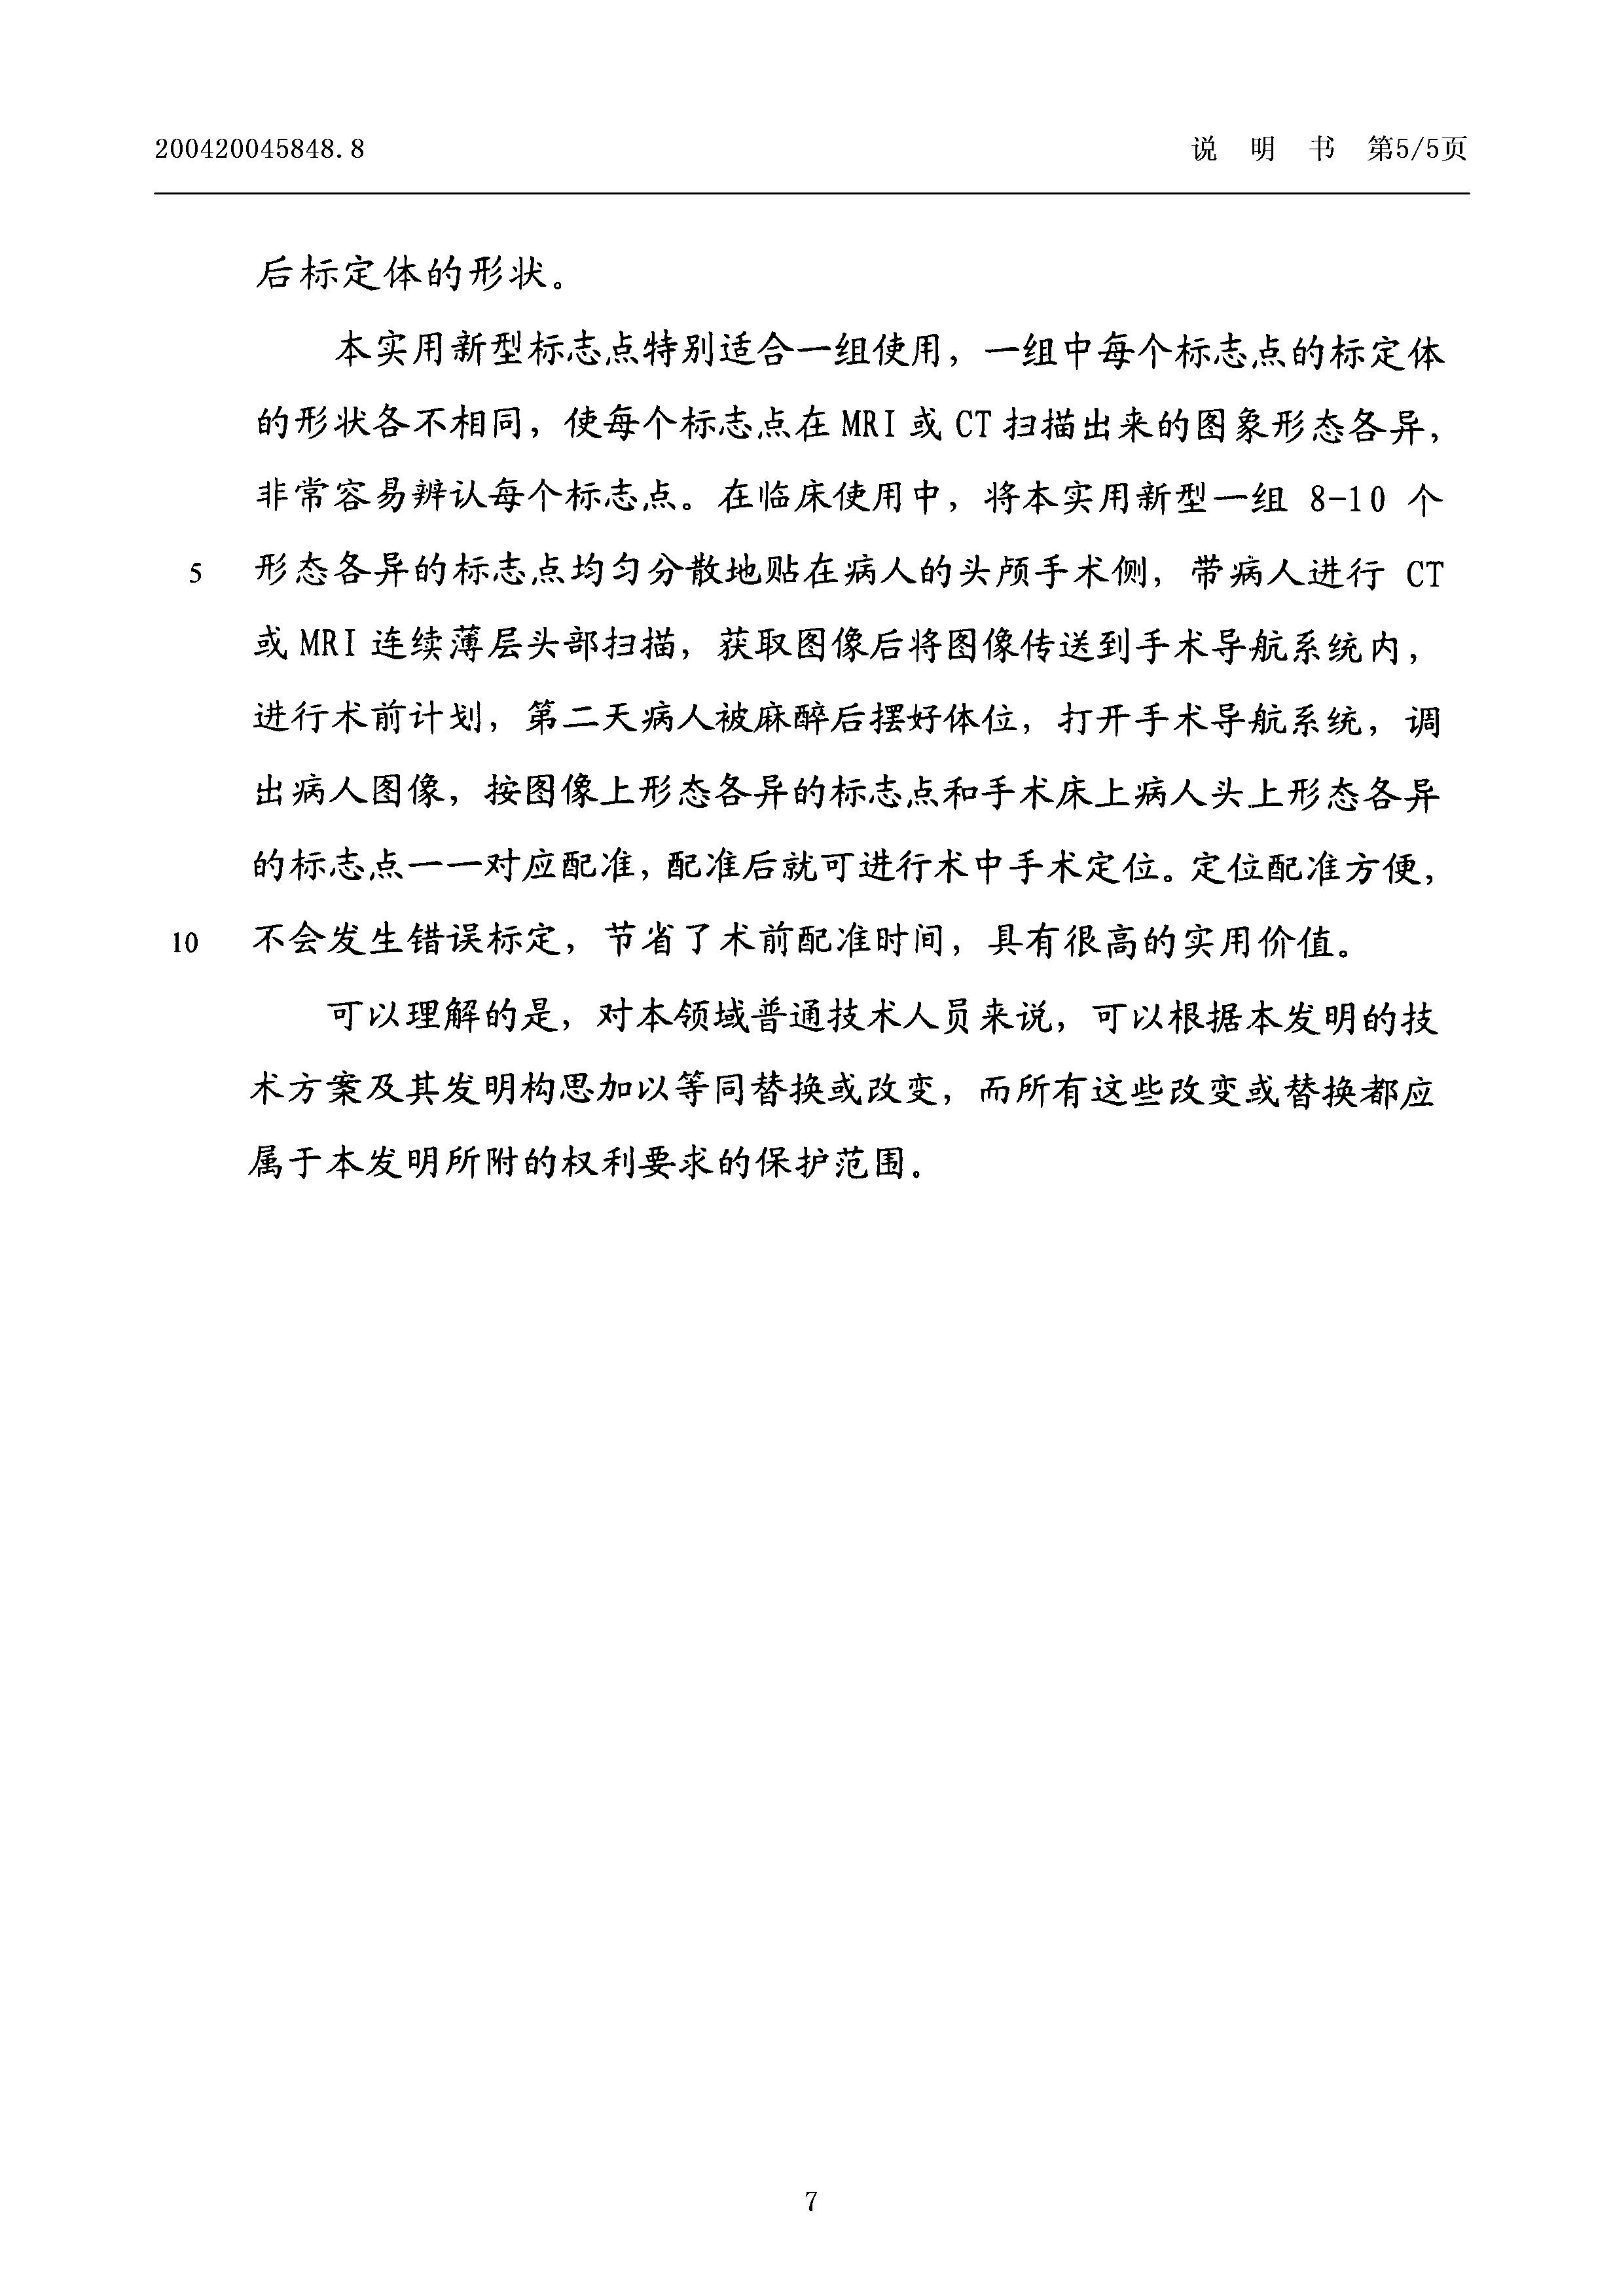 200420045848.8
说 明 书 第5/5页
后标定体的形状。
本实用新型标志点特别适合一组使用，一组中每个标志点的标定体
的形状各不相同，使每个标志点在 MRI 或 CT 扫描出来的图象形态各异，
非常容易辨认每个标志点。在临床使用中，将本实用新型一组 8-10 个
5 形态各异的标志点均匀分散地贴在病人的头颅手术侧，带病人进行 CT
或 MRI 连续薄层头部扫描，获取图像后将图像传送到手术导航系统内，
进行术前计划，第二天病人被麻醉后摆好体位，打开手术导航系统，调
出病人图像，按图像上形态各异的标志点和手术床上病人头上形态各异
的标志点一一对应配准，配准后就可进行术中手术定位。定位配准方便，
10 不会发生错误标定，节省了术前配准时间，具有很高的实用价值。
可以理解的是，对本领域普通技术人员来说，可以根据本发明的技
术方案及其发明构思加以等同替换或改变，而所有这些改变或替换都应
属于本发明所附的权利要求的保护范围。
7